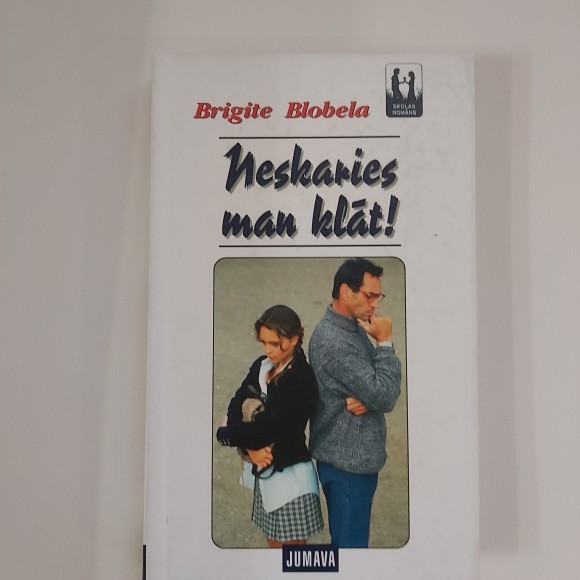 Brigite Blobela
SKOLAS
ROMĀNS
Neskaries
man klāt!
JUMAVA